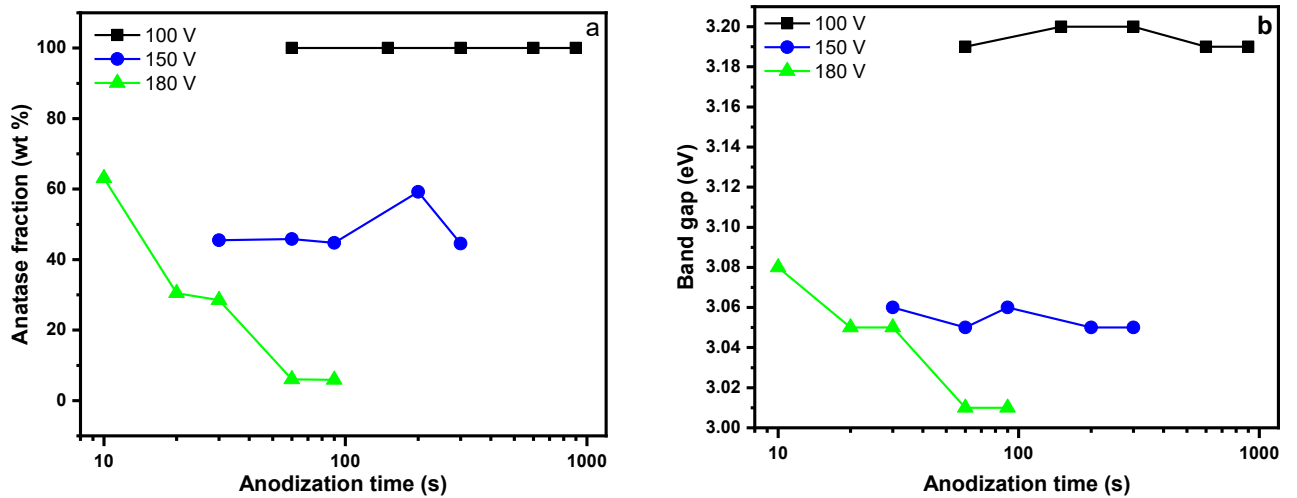 a
100 V
150 V
180 V
100
80
60
40
20
0
Anatase fraction (wt %)
10
100
1000
Anodization time (s)
b
100 V
150 V
180 V
3.20
3.18
3.16
3.14
3.12
3.10
3.08
3.06
3.04
3.02
3.00
Band gap (eV)
10
100
1000
Anodization time (s)